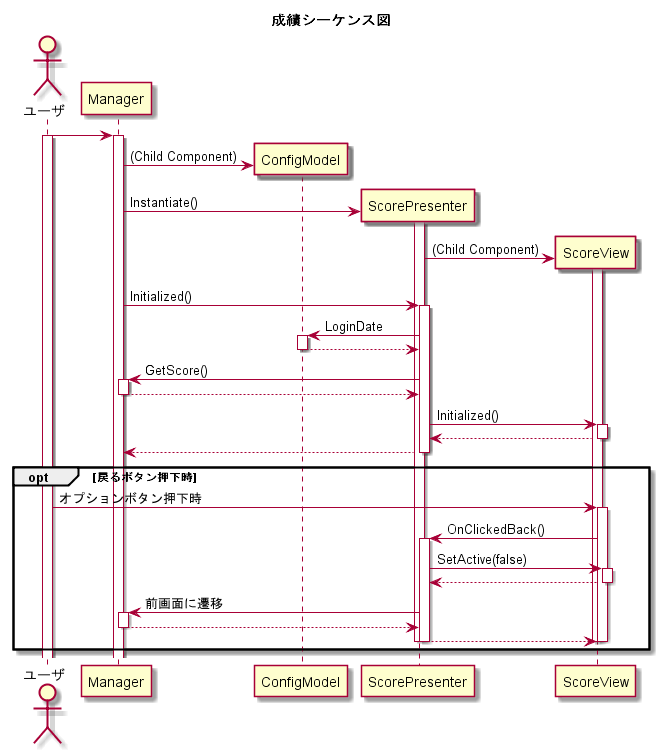 成績シーケンス図
ユーザ
Manager
(Child Component)
ConfigModel
Instantiate()
ScorePresenter
(Child Component)
ScoreView
Initialized()
LoginDate
GetScore()
Initialized()
opt [戻るボタン押下時]
オプションボタン押下時
OnClickedBack()
SetActive(false)
前画面に遷移
ユーザ Manager ConfigModel ScorePresenter ScoreView